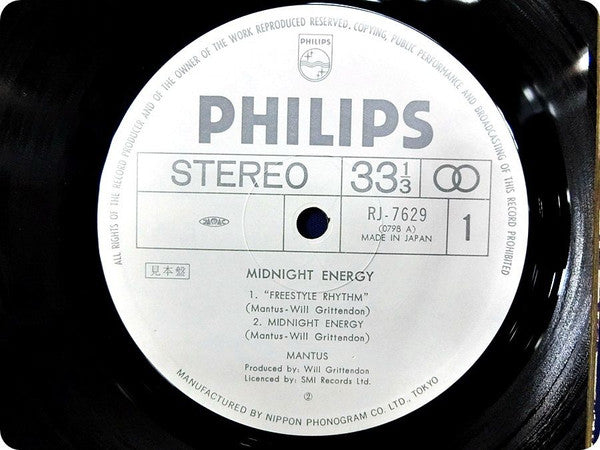 ALL RIGHTS OF THE RECORD PRODUCER AND OF THE OWNER OF THE WORK REPRODUCED RESERVED, COPYING, PUBLIC PERFORMANCE AND BROADCASTING OF THIS RECORD PROHIBITED
PHILIPS
PHILIPS
STEREO 33 1/3
RJ-7629
(0798 A)
MADE IN JAPAN
1
見本盤
MIDNIGHT ENERGY
1. "FREESTYLE RHYTHM"
(Mantus-Will Grittendon)
2. MIDNIGHT ENERGY
(Mantus-Will Grittendon)
MANTUS
Produced by: Will Grittendon
Licenced by: SMI Records Ltd.
②
MANUFACTURED BY NIPPON PHONOGRAM CO. LTD., TOKYO